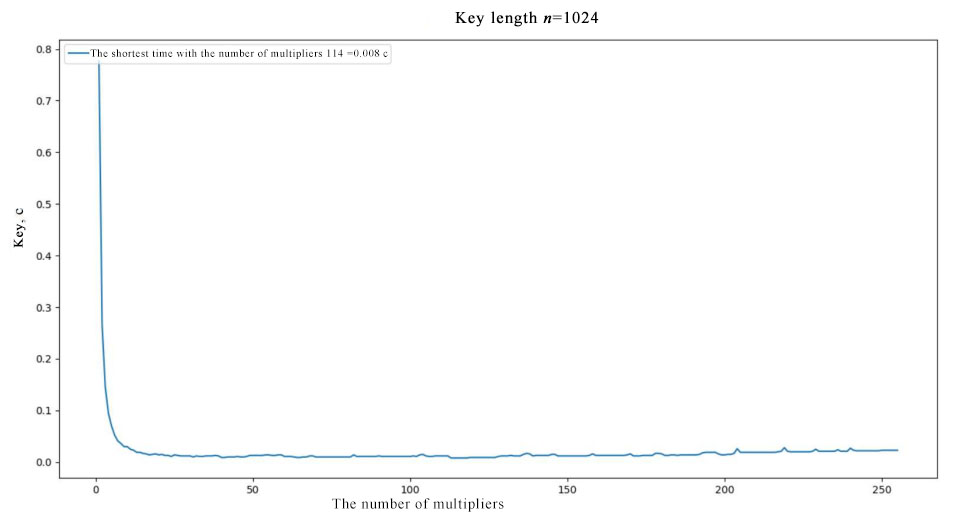 Key length n=1024
The shortest time with the number of multipliers 114 =0.008 c
0.8
0.7
0.6
0.5
0.4
0.3
0.2
0.1
0.0
Key, c
0 50 100 150 200 250
The number of multipliers